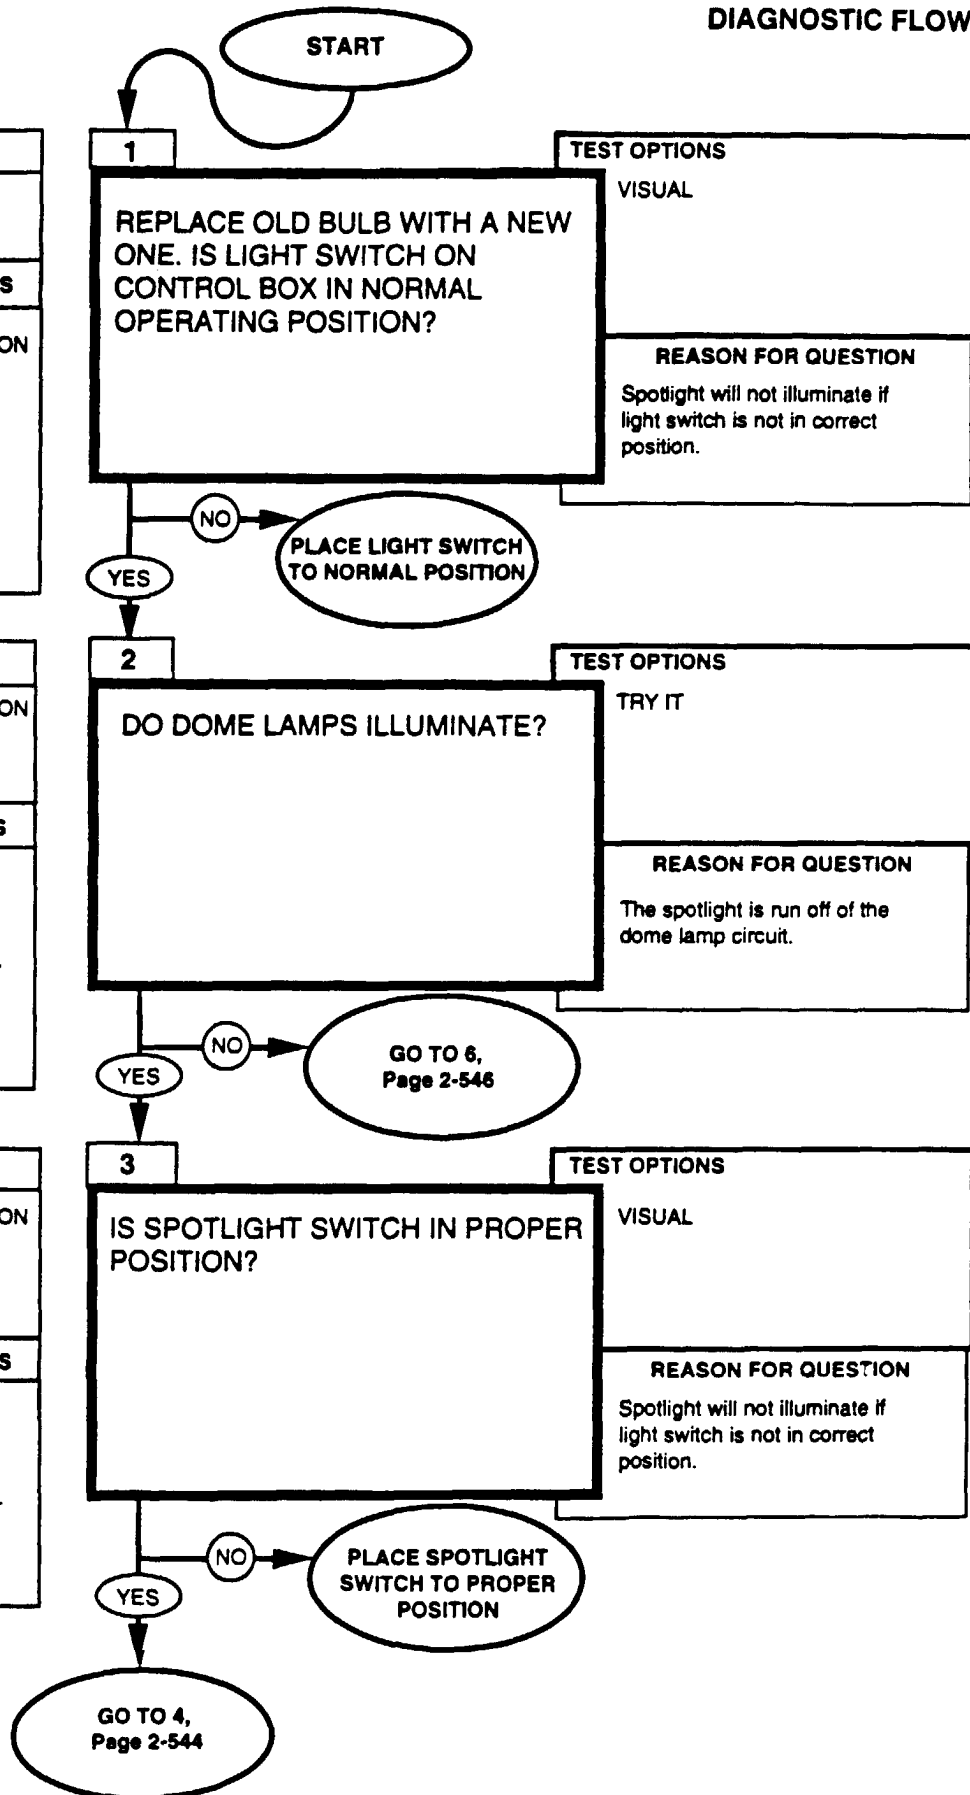 DIAGNOSTIC FLOW
START
1
REPLACE OLD BULB WITH A NEW
ONE. IS LIGHT SWITCH ON
CONTROL BOX IN NORMAL
OPERATING POSITION?
TEST OPTIONS
VISUAL
REASON FOR QUESTION
Spotlight will not illuminate if
light switch is not in correct
position.
S
ON
NO
PLACE LIGHT SWITCH
TO NORMAL POSITION
YES
2
DO DOME LAMPS ILLUMINATE?
TEST OPTIONS
TRY IT
REASON FOR QUESTION
The spotlight is run off of the
dome lamp circuit.
ON
S
NO
GO TO 6,
Page 2-546
YES
3
IS SPOTLIGHT SWITCH IN PROPER
POSITION?
TEST OPTIONS
VISUAL
REASON FOR QUESTION
Spotlight will not illuminate if
light switch is not in correct
position.
ON
S
NO
PLACE SPOTLIGHT
SWITCH TO PROPER
POSITION
YES
GO TO 4,
Page 2-544